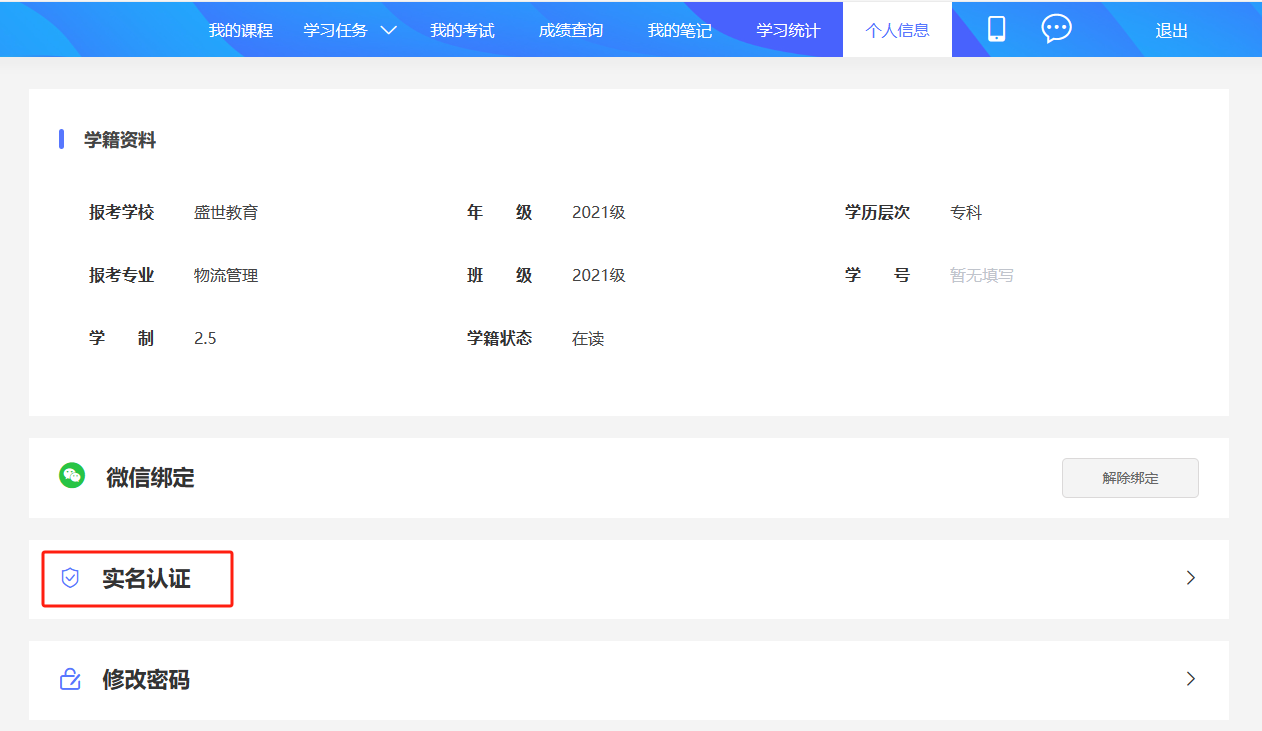 我的课程 学习任务 我的考试 成绩查询 我的笔记 学习统计 个人信息 退出
学籍资料
报考学校 盛世教育 年 级 2021级 学历层次 专科
报考专业 物流管理 班 级 2021级 学 号 暂无填写
学 制 2.5 学籍状态 在读
微信绑定 解除绑定
实名认证
修改密码